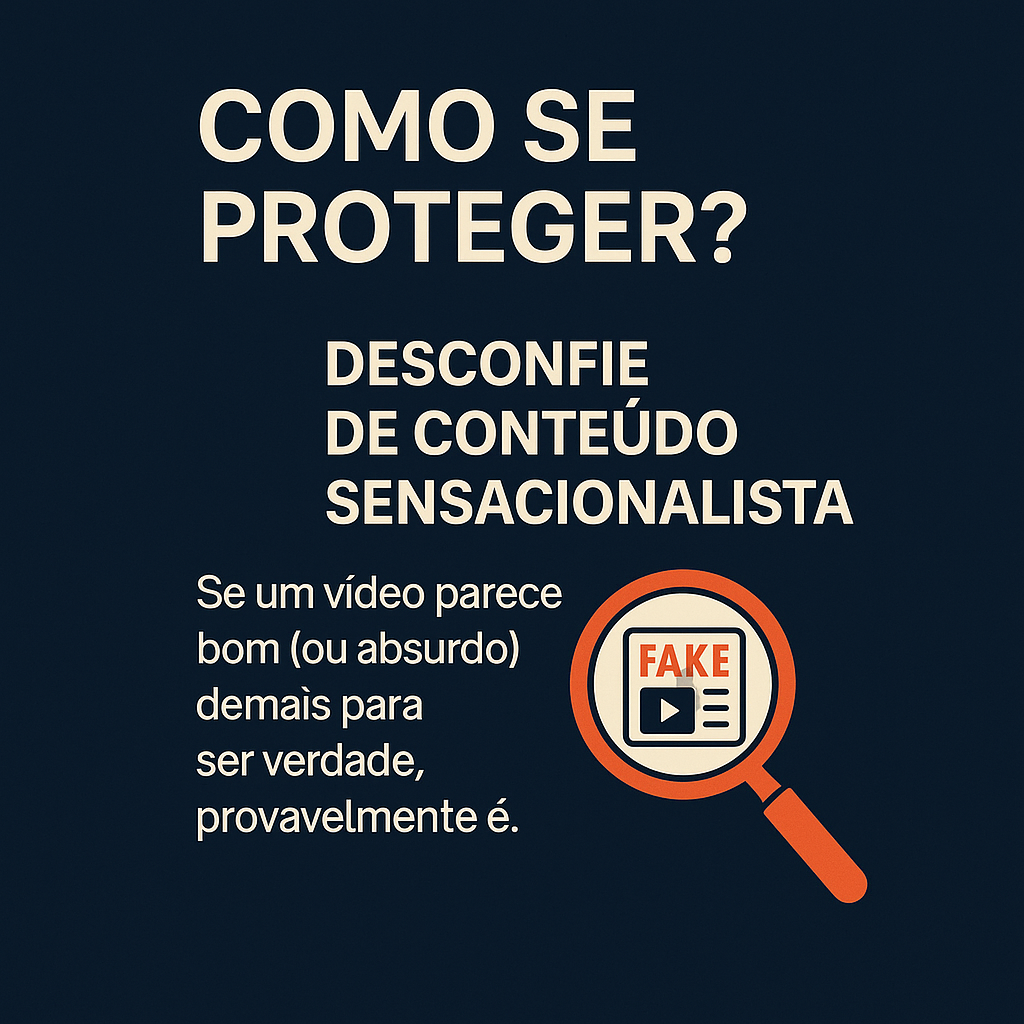 COMO SE
PROTEGER?
DESCONFIE
DE CONTEÚDO
SENSACIONALISTA
Se um vídeo parece
bom (ou absurdo)
demaìs para
ser verdade,
provavelmente é.
FAKE